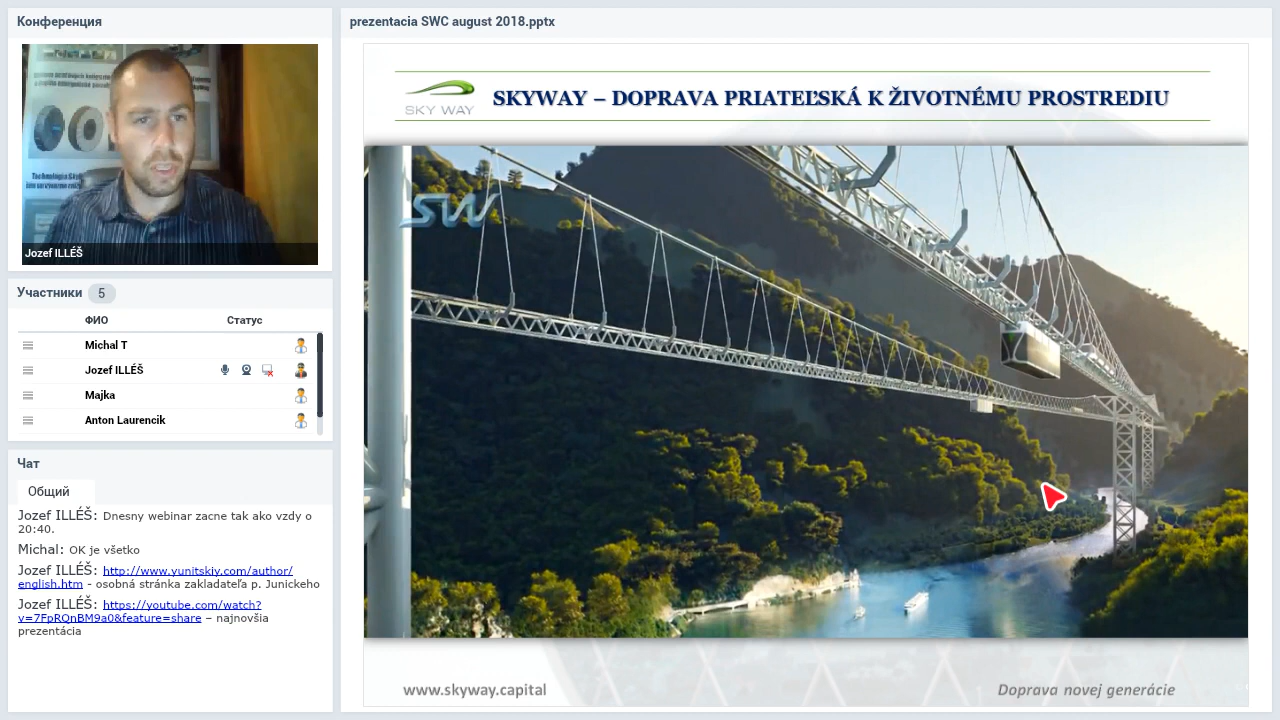 Конференция
Jozef ILLÉŠ
Участники 5
ФИО Статус
Michal T
Jozef ILLÉŠ
Majka
Anton Laurencik
Чат
Общий
Jozef ILLÉŠ: Dnesny webinar zacne tak ako vzdy o
20:40.
Michal: OK je všetko
Jozef ILLÉŠ: http://www.yunitskiy.com/author/
english.htm - osobná stránka zakladateľa p. Junickeho
Jozef ILLÉŠ: https://youtube.com/watch?
v=7FpRQnBM9a0&feature=share – najnovšia
prezentácia
prezentacia SWC august 2018.pptx
SKY WAY
SKYWAY – DOPRAVA PRIATEĽSKÁ K ŽIVOTNÉMU PROSTREDIU
SW
www.skyway.capital
Doprava novej generácie